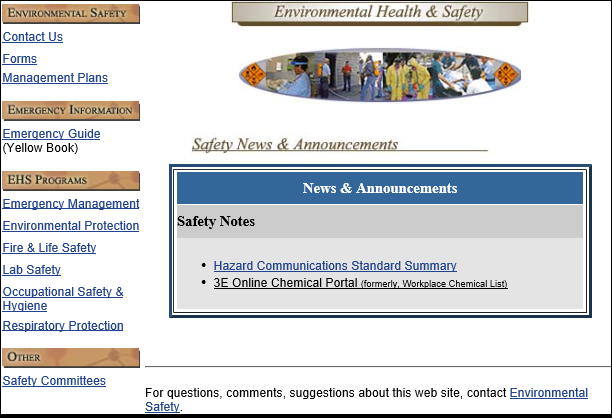 ENVIRONMENTAL SAFETY
Contact Us
Forms
Management Plans
EMERGENCY INFORMATION
Emergency Guide
(Yellow Book)
EHS PROGRAMS
Emergency Management
Environmental Protection
Fire & Life Safety
Lab Safety
Occupational Safety &
Hygiene
Respiratory Protection
OTHER
Safety Committees
Environmental Health & Safety
Safety News & Announcements
News & Announcements
Safety Notes
• Hazard Communications Standard Summary
• 3E Online Chemical Portal (formerly, Workplace Chemical List)
For questions, comments, suggestions about this web site, contact Environmental
Safety.